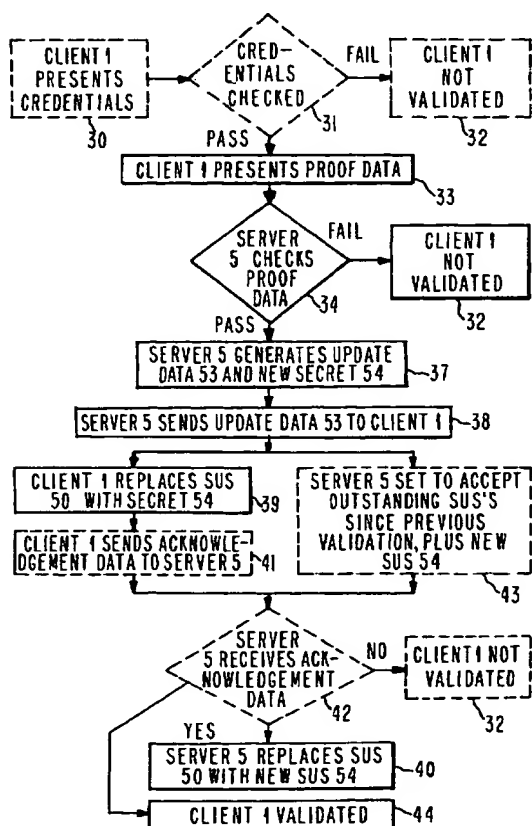 CLIENT 1
PRESENTS
CREDENTIALS
30
CRED-
ENTIALS
CHECKED
31
FAIL
CLIENT 1
NOT
VALIDATED
32
PASS
CLIENT 1 PRESENTS PROOF DATA
33
SERVER
5 CHECKS
PROOF
DATA
34
FAIL
CLIENT 1
NOT
VALIDATED
32
PASS
SERVER 5 GENERATES UPDATE
DATA 53 AND NEW SECRET 54
37
SERVER 5 SENDS UPDATE DATA 53 TO CLIENT 1
38
CLIENT 1 REPLACES SUS
50 WITH SECRET 54
39
CLIENT 1 SENDS ACKNOWLE-
DGEMENT DATA TO SERVER 5
41
SERVER 5 SET TO ACCEPT
OUTSTANDING SUS'S
SINCE PREVIOUS
VALIDATION, PLUS NEW
SUS 54
43
SERVER
5 RECEIVES ACK-
NOWLEDGEMENT
DATA
42
NO
CLIENT 1 NOT
VALIDATED
32
YES
SERVER 5 REPLACES SUS
50 WITH NEW SUS 54
40
CLIENT 1 VALIDATED
44